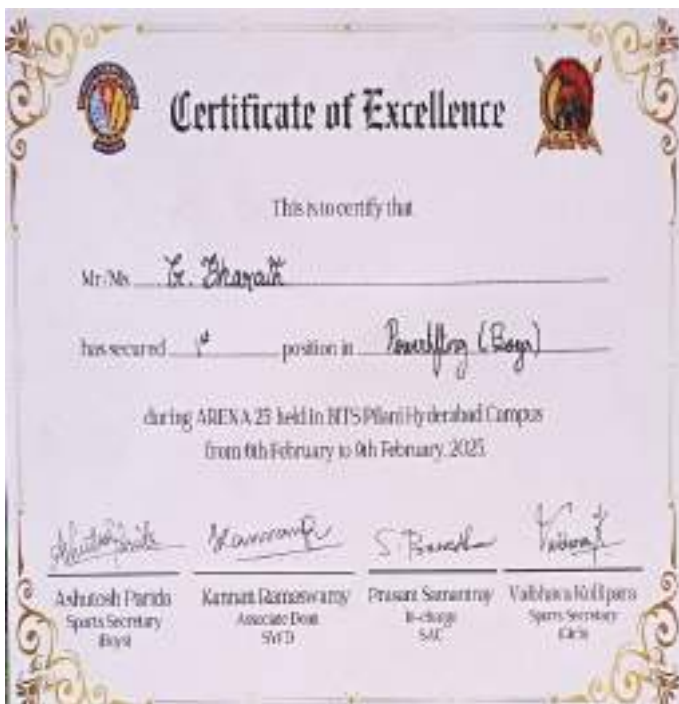 Certificate of Excellence
This is to certify that
Mr/Ms G. Bharath
has secured 1st position in Powerlifting (Boys)
during ARENA 25 held in BITS Pilani Hyderabad Campus
from 6th February to 9th February, 2025
Ashutosh Parida Kannan Ramaswamy Prasant Samantray Vaibhava
Sports Secretary Associate Dean In-charge Sports Secretary
(Boys) SWD SAC (Girls)